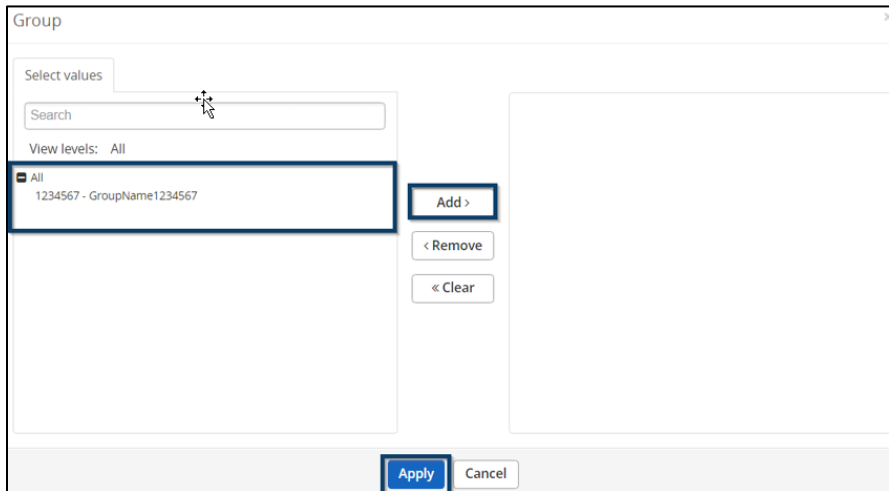 Group
Select values
Search
View levels: All
All
1234567 - GroupName1234567
Add >
< Remove
« Clear
Apply
Cancel